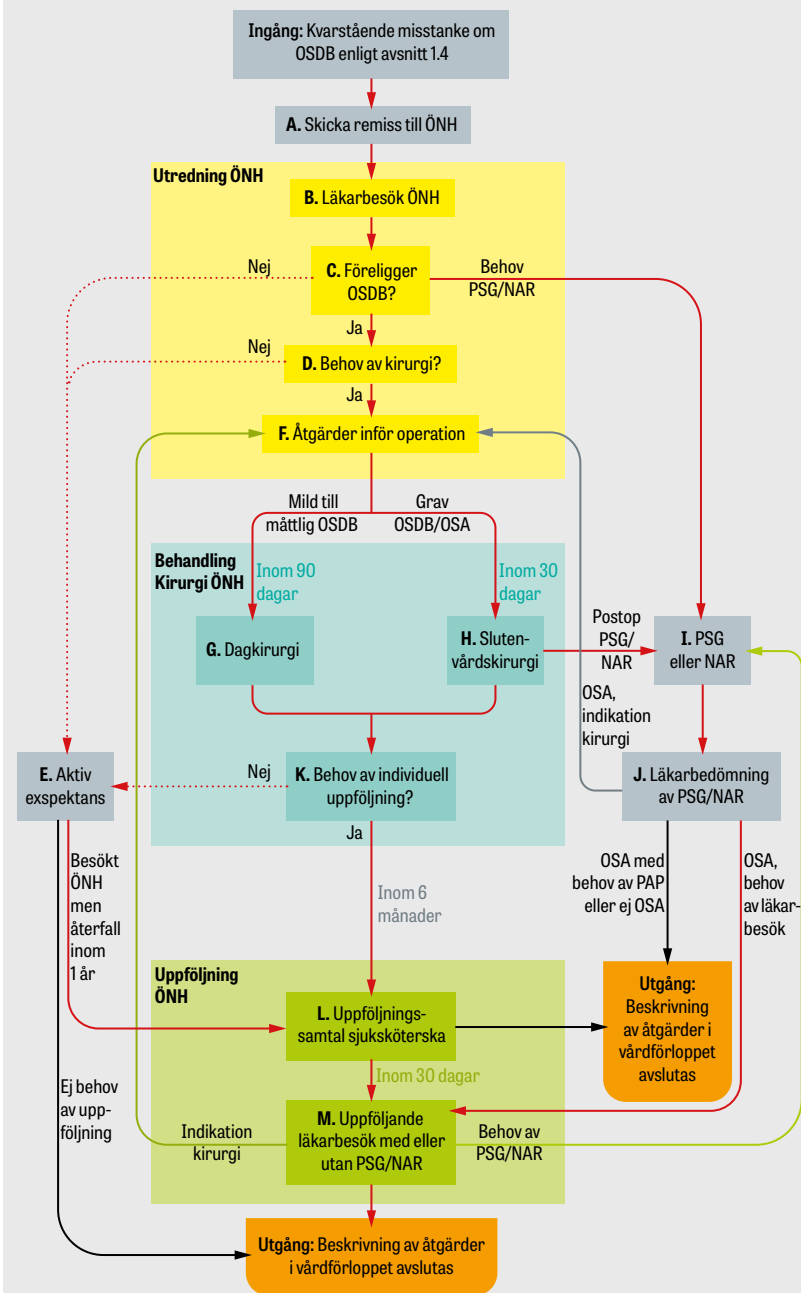 Ingång: Kvarstående misstanke om
OSDB enligt avsnitt 1.4
A. Skicka remiss till ÖNH
Utredning ÖNH
B. Läkarbesök ÖNH
Nej
C. Föreligger
OSDB?
Behov
PSG/NAR
Ja
Nej
D. Behov av kirurgi?
Ja
F. Åtgärder inför operation
Mild till
måttlig OSDB
Grav
OSDB/OSA
Behandling
Kirurgi ÖNH
Inom 90
dagar
Inom 30
dagar
G. Dagkirurgi
H. Sluten-
vårdskirurgi
Postop
PSG/
NAR
I. PSG
eller NAR
OSA,
indikation
kirurgi
E. Aktiv
exspektans
Nej
K. Behov av individuell
uppföljning?
J. Läkarbedömning
av PSG/NAR
Ja
Besökt
ÖNH
men
återfall
inom
1 år
Inom 6
månader
OSA med
behov av PAP
eller ej OSA
OSA,
behov
av läkar-
besök
Uppföljning
ÖNH
L. Uppföljnings-
samtal sjuksköterska
Utgång:
Beskrivning
av åtgärder i
vårdförloppet
avslutas
Inom 30 dagar
Ej behov
av upp-
följning
Indikation
kirurgi
M. Uppföljande
läkarbesök med eller
utan PSG/NAR
Behov av
PSG/NAR
Utgång: Beskrivning av åtgärder
i vårdförloppet avslutas